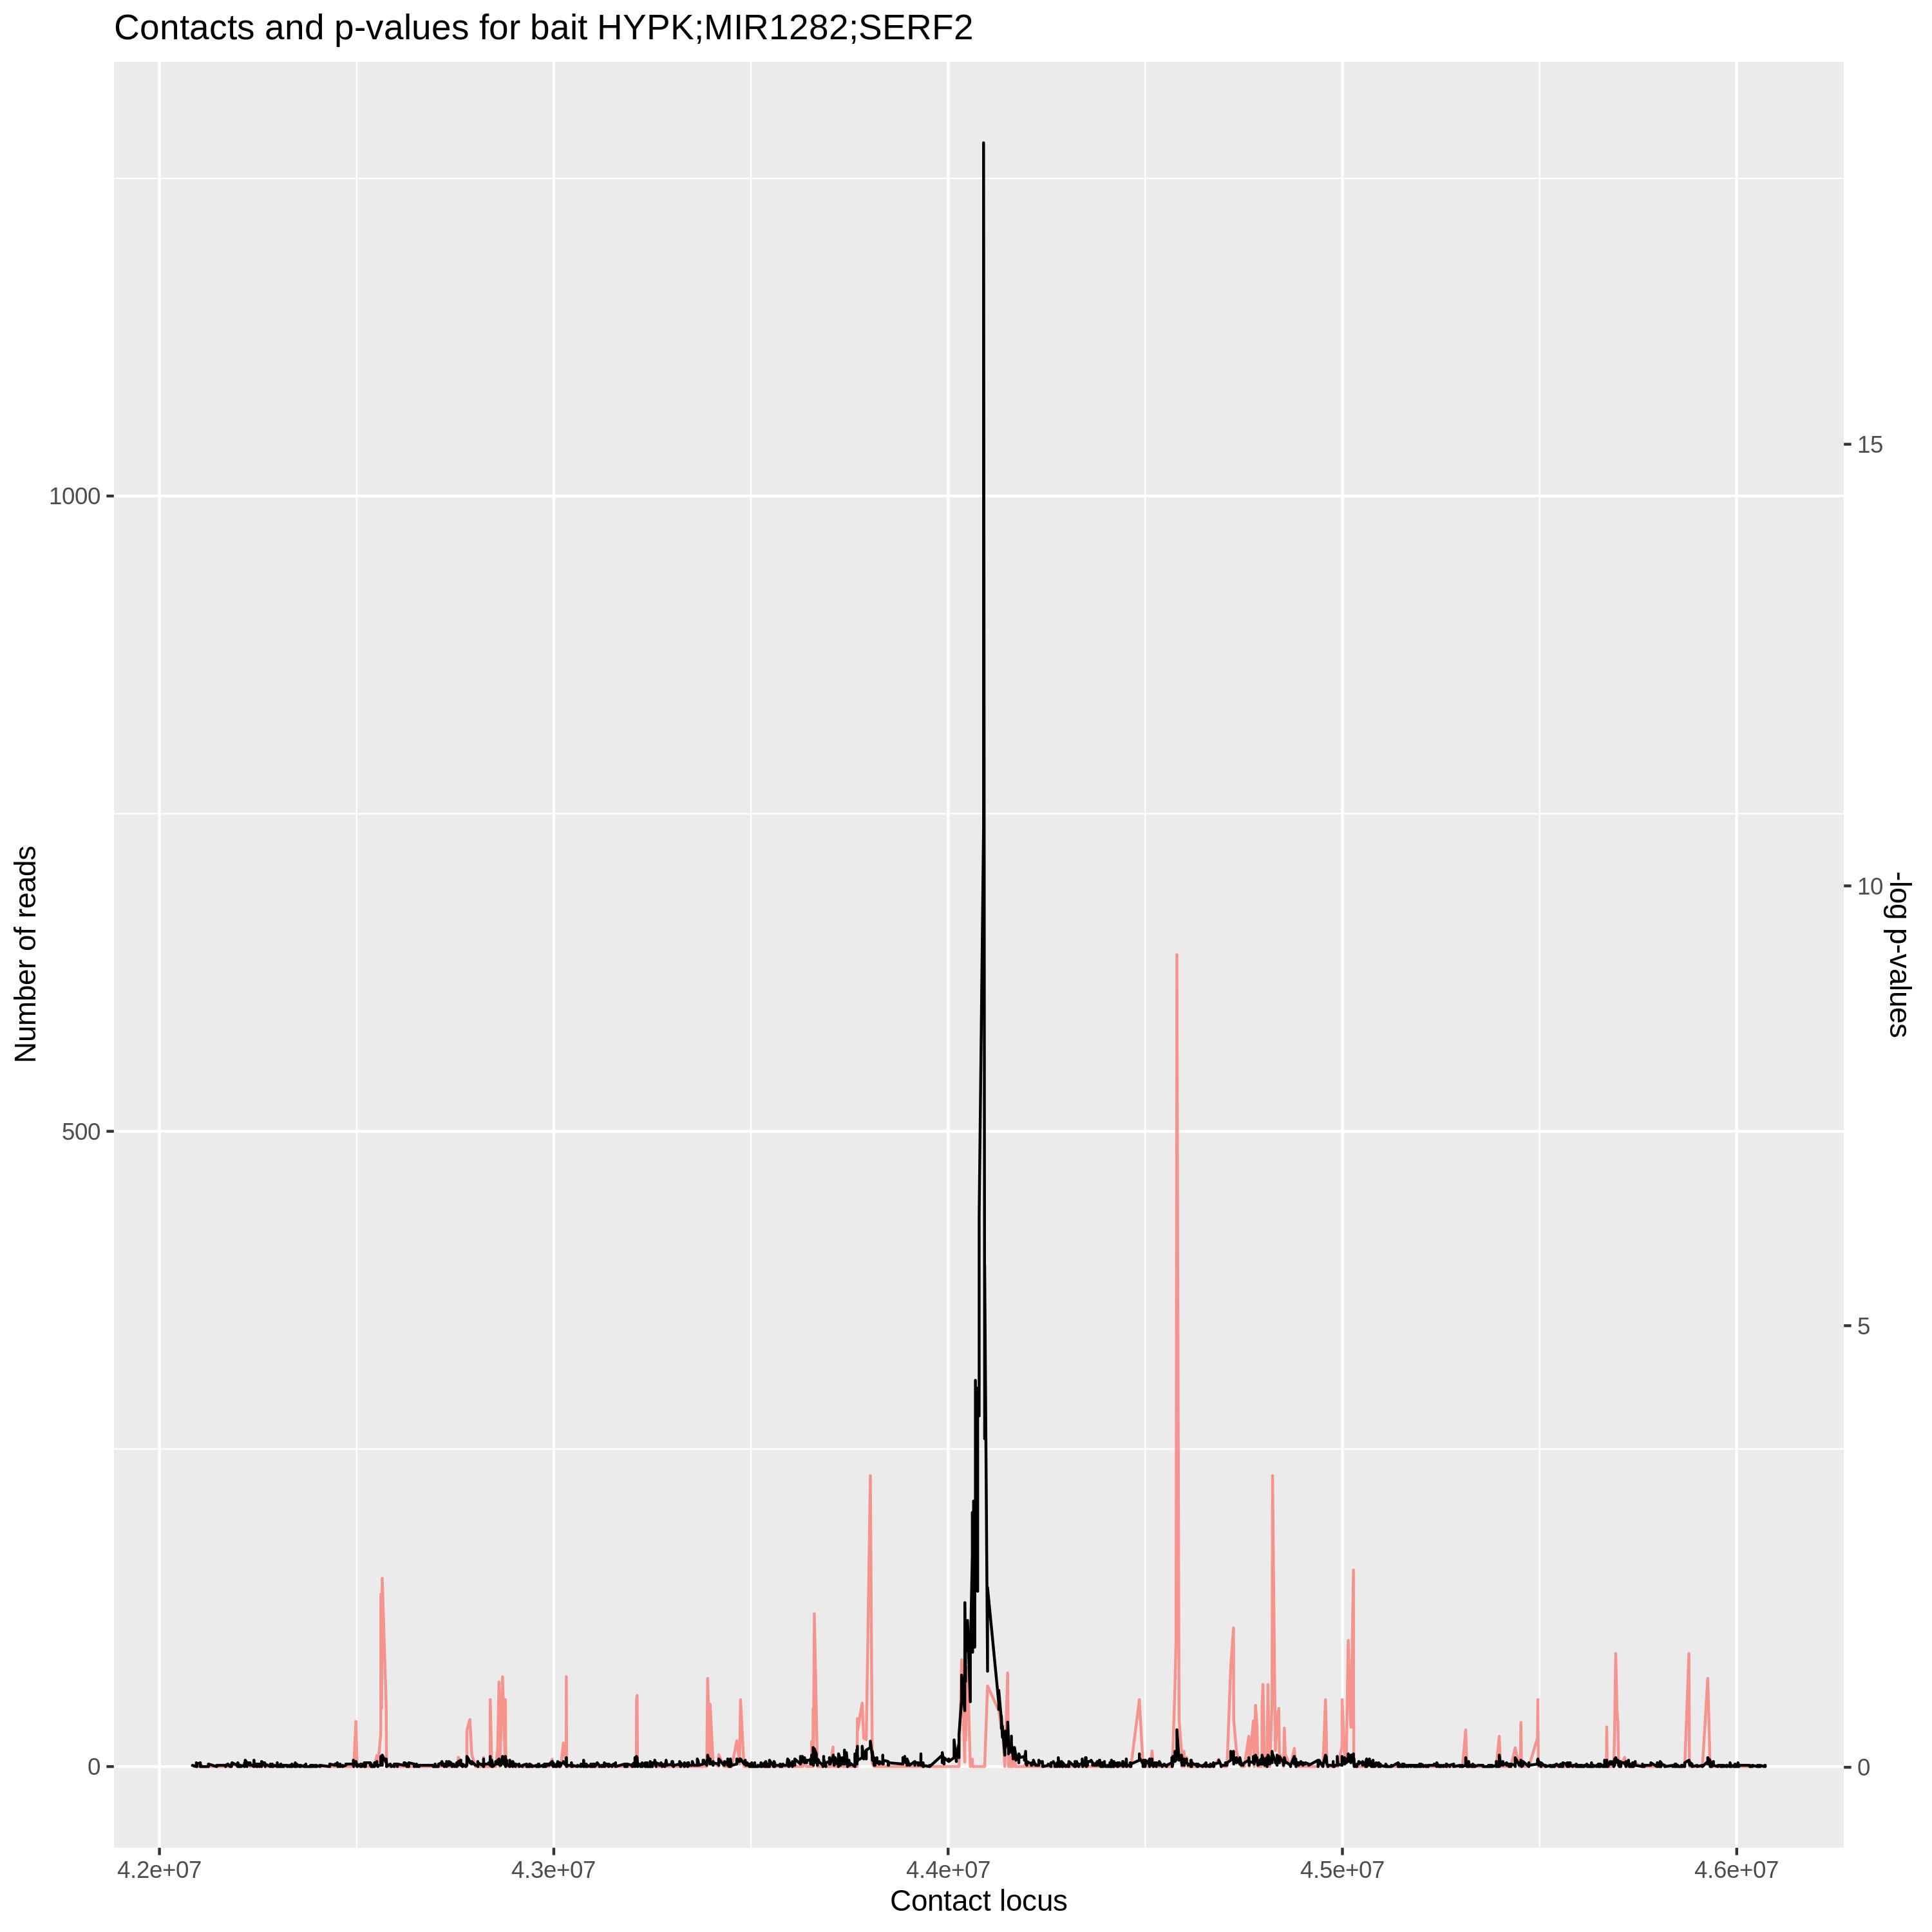 Contacts and p-values for bait HYPK;MIR1282;SERF2
1000
500
0
Number of reads
15
10
5
0
-log p-values
4.2e+07
4.3e+07
4.4e+07
4.5e+07
4.6e+07
Contact locus